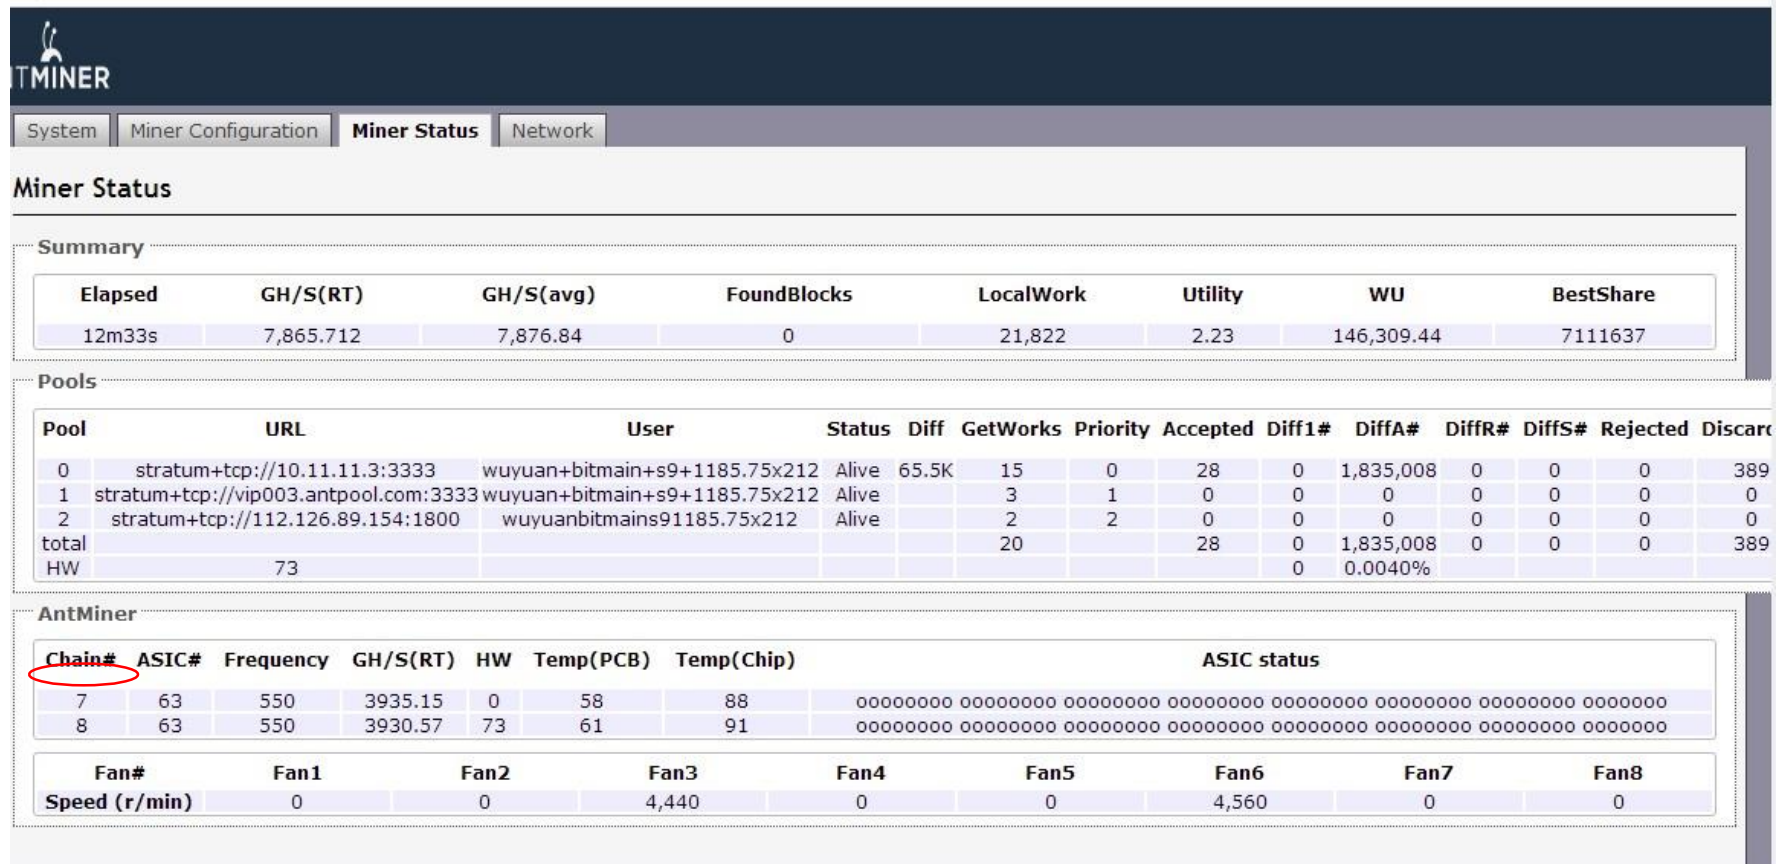 TMINER
System Miner Configuration Miner Status Network
Miner Status
Summary
Elapsed GH/S(RT) GH/S(avg) FoundBlocks LocalWork Utility WU BestShare
12m33s 7,865.712 7,876.84 0 21,822 2.23 146,309.44 7111637
Pools
Pool URL User Status Diff GetWorks Priority Accepted Diff1# DiffA# DiffR# DiffS# Rejected Discard
0 stratum+tcp://10.11.11.3:3333 wuyuan+bitmain+s9+1185.75x212 Alive 65.5K 15 0 28 0 1,835,008 0 0 0 389
1 stratum+tcp://vip003.antpool.com:3333 wuyuan+bitmain+s9+1185.75x212 Alive 3 1 0 0 0 0 0 0 0
2 stratum+tcp://112.126.89.154:1800 wuyuanbitmains91185.75x212 Alive 2 2 0 0 0 0 0 0 0
total 20 28 0 1,835,008 0 0 0 389
HW 73 0 0.0040%
AntMiner
Chain# ASIC# Frequency GH/S(RT) HW Temp(PCB) Temp(Chip) ASIC status
7 63 550 3935.15 0 58 88 oooooooo oooooooo oooooooo oooooooo oooooooo oooooooo oooooooo ooooooo
8 63 550 3930.57 73 61 91 oooooooo oooooooo oooooooo oooooooo oooooooo oooooooo oooooooo ooooooo
Fan# Fan1 Fan2 Fan3 Fan4 Fan5 Fan6 Fan7 Fan8
Speed (r/min) 0 0 4,440 0 0 4,560 0 0